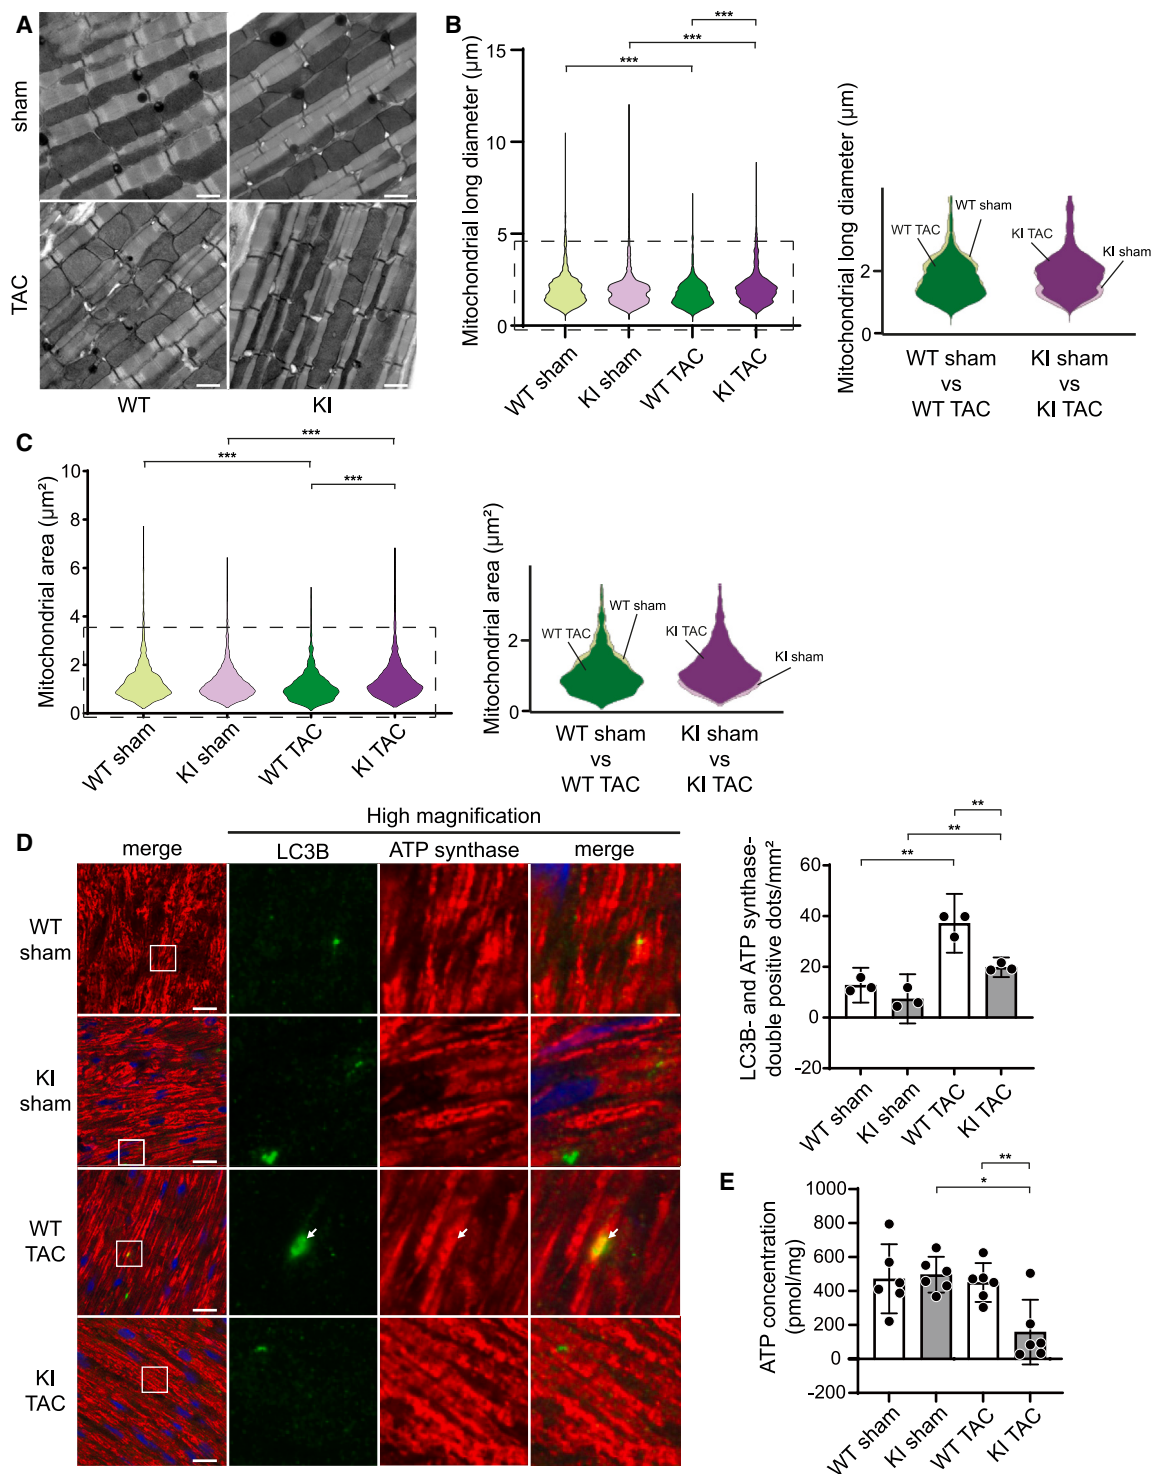 A
sham
TAC
WT
KI
B
Mitochondrial long diameter (μm)
15
10
5
0
***
***
***
WT sham
KI sham
WT TAC
KI TAC
Mitochondrial long diameter (μm)
2
0
WT sham
WT TAC
KI TAC
KI sham
WT sham
vs
WT TAC
KI sham
vs
KI TAC
C
Mitochondrial area (μm²)
10
8
6
4
2
0
***
***
***
WT sham
KI sham
WT TAC
KI TAC
Mitochondrial area (μm²)
2
0
WT sham
WT TAC
KI TAC
KI sham
WT sham
vs
WT TAC
KI sham
vs
KI TAC
D
High magnification
merge
LC3B
ATP synthase
merge
WT
sham
KI
sham
WT
TAC
KI
TAC
LC3B- and ATP synthase-
double positive dots/mm²
60
40
20
0
-20
**
**
**
WT sham
KI sham
WT TAC
KI TAC
E
ATP concentration
(pmol/mg)
1000
800
600
400
200
0
-200
**
*
WT sham
KI sham
WT TAC
KI TAC